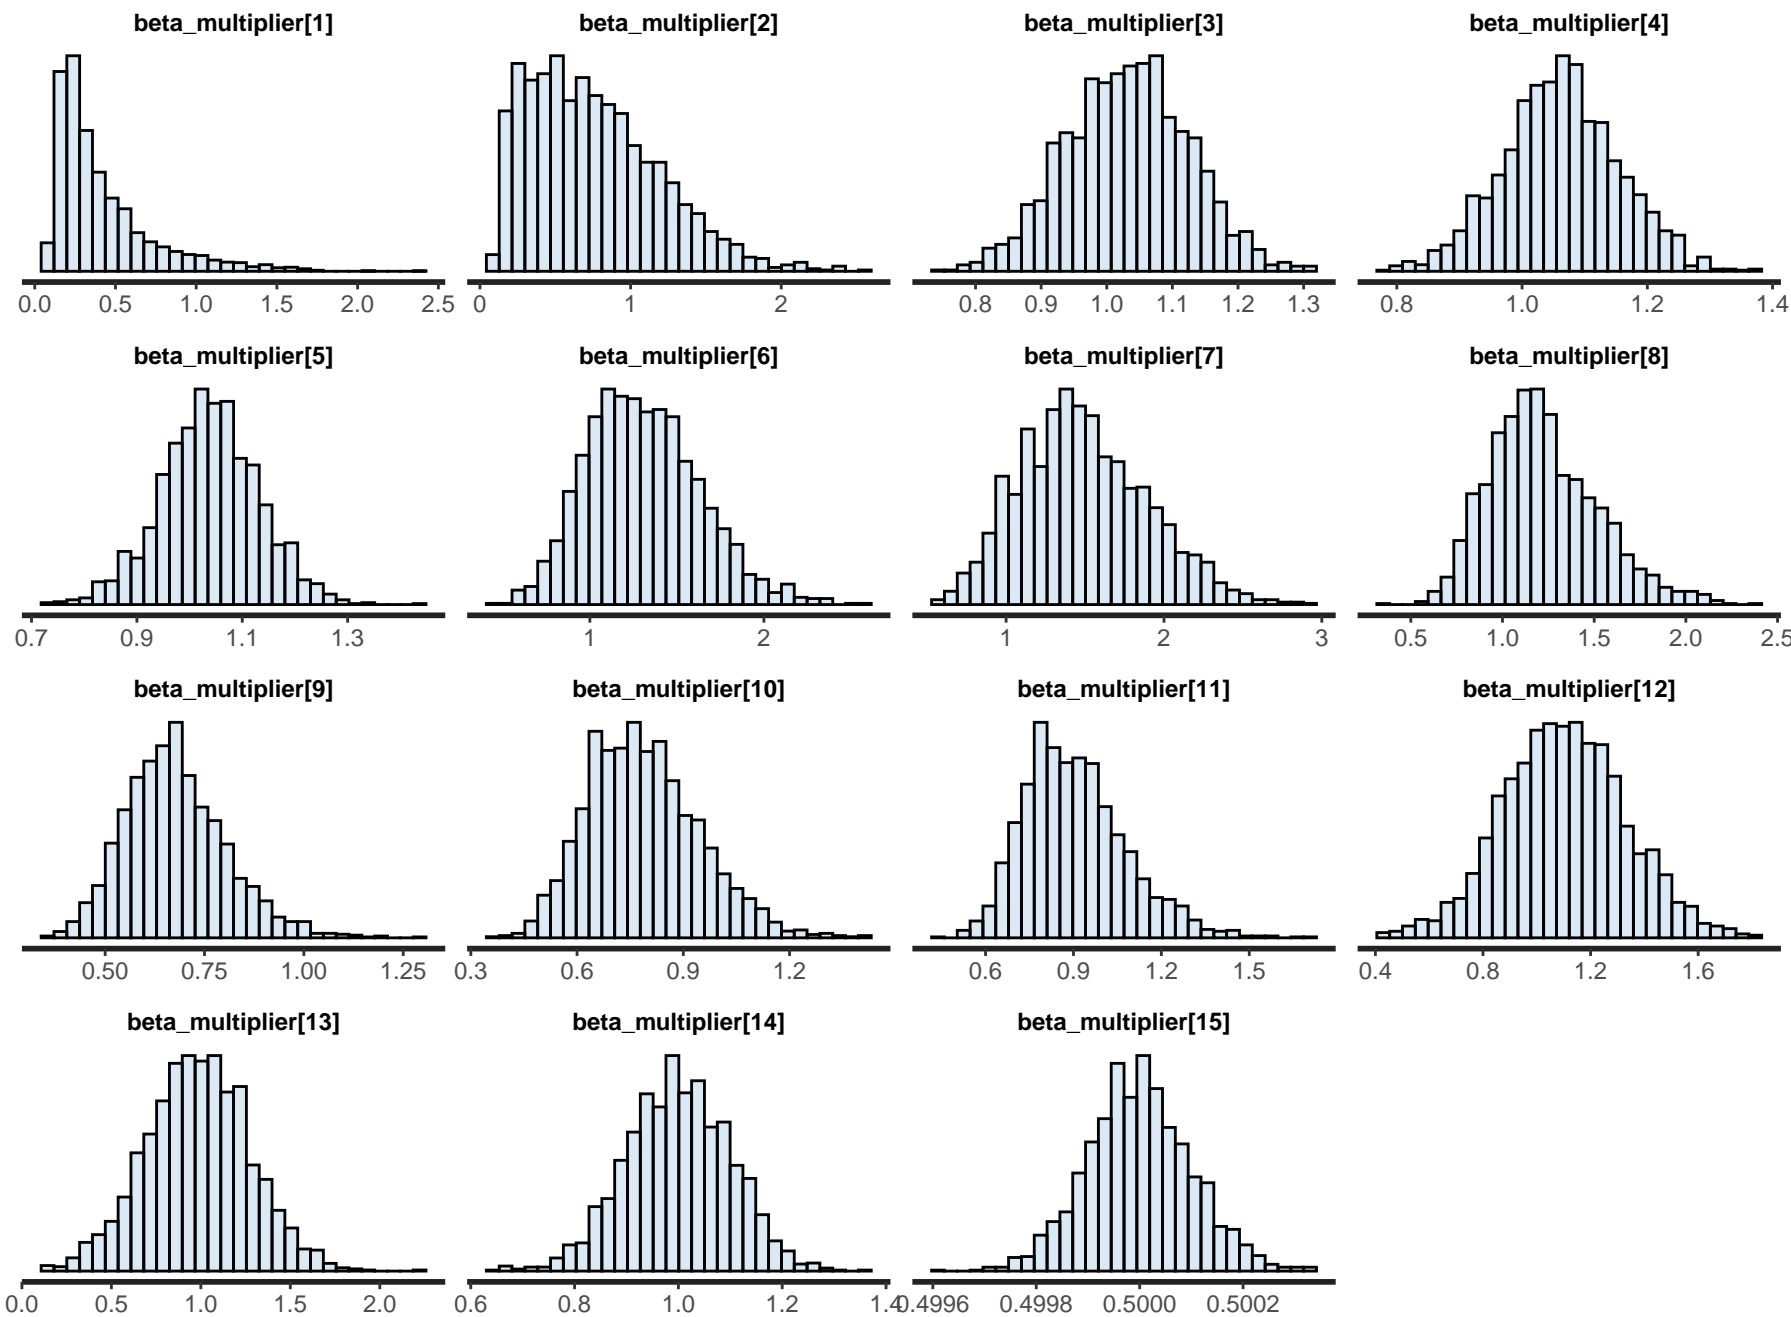 beta_multiplier[1] beta_multiplier[2] beta_multiplier[3] beta_multiplier[4]
0.0 0.5 1.0 1.5 2.0 2.5 0 1 2 0.8 0.9 1.0 1.1 1.2 1.3 0.8 1.0 1.2 1.4
beta_multiplier[5] beta_multiplier[6] beta_multiplier[7] beta_multiplier[8]
0.7 0.9 1.1 1.3 1 2 1 2 3 0.5 1.0 1.5 2.0 2.5
beta_multiplier[9] beta_multiplier[10] beta_multiplier[11] beta_multiplier[12]
0.50 0.75 1.00 1.25 0.3 0.6 0.9 1.2 0.6 0.9 1.2 1.5 0.4 0.8 1.2 1.6
beta_multiplier[13] beta_multiplier[14] beta_multiplier[15]
0.0 0.5 1.0 1.5 2.0 0.6 0.8 1.0 1.4 0.4996 0.4998 0.5000 0.5002